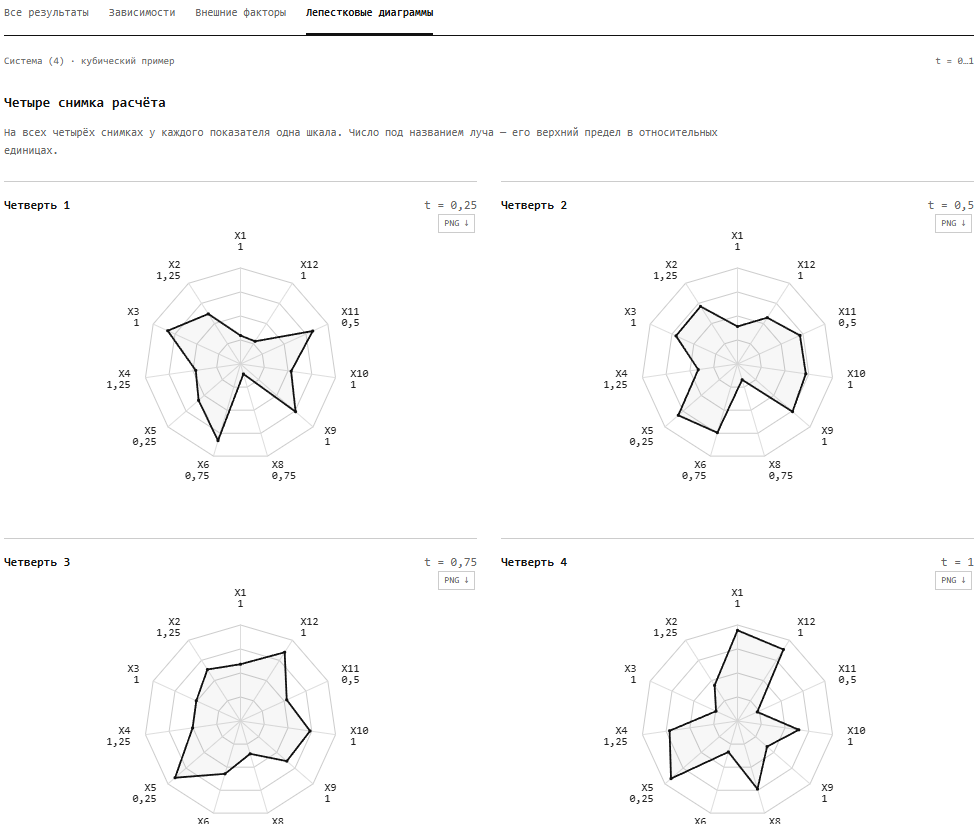 Все результаты Зависимости Внешние факторы Лепестковые диаграммы
Система (4) · кубический пример t = 0…1
Четыре снимка расчёта
На всех четырёх снимках у каждого показателя одна шкала. Число под названием луча — его верхний предел в относительных
единицах.
Четверть 1 t = 0,25
PNG ↓
X1
1
X2
1,25
X12
1
X3
1
X11
0,5
X4
1,25
X10
1
X5
0,25
X9
1
X6
0,75
X8
0,75
Четверть 2 t = 0,5
PNG ↓
X1
1
X2
1,25
X12
1
X3
1
X11
0,5
X4
1,25
X10
1
X5
0,25
X9
1
X6
0,75
X8
0,75
Четверть 3 t = 0,75
PNG ↓
X1
1
X2
1,25
X12
1
X3
1
X11
0,5
X4
1,25
X10
1
X5
0,25
X9
1
X6
X8
Четверть 4 t = 1
PNG ↓
X1
1
X2
1,25
X12
1
X3
1
X11
0,5
X4
1,25
X10
1
X5
0,25
X9
1
X6
X8